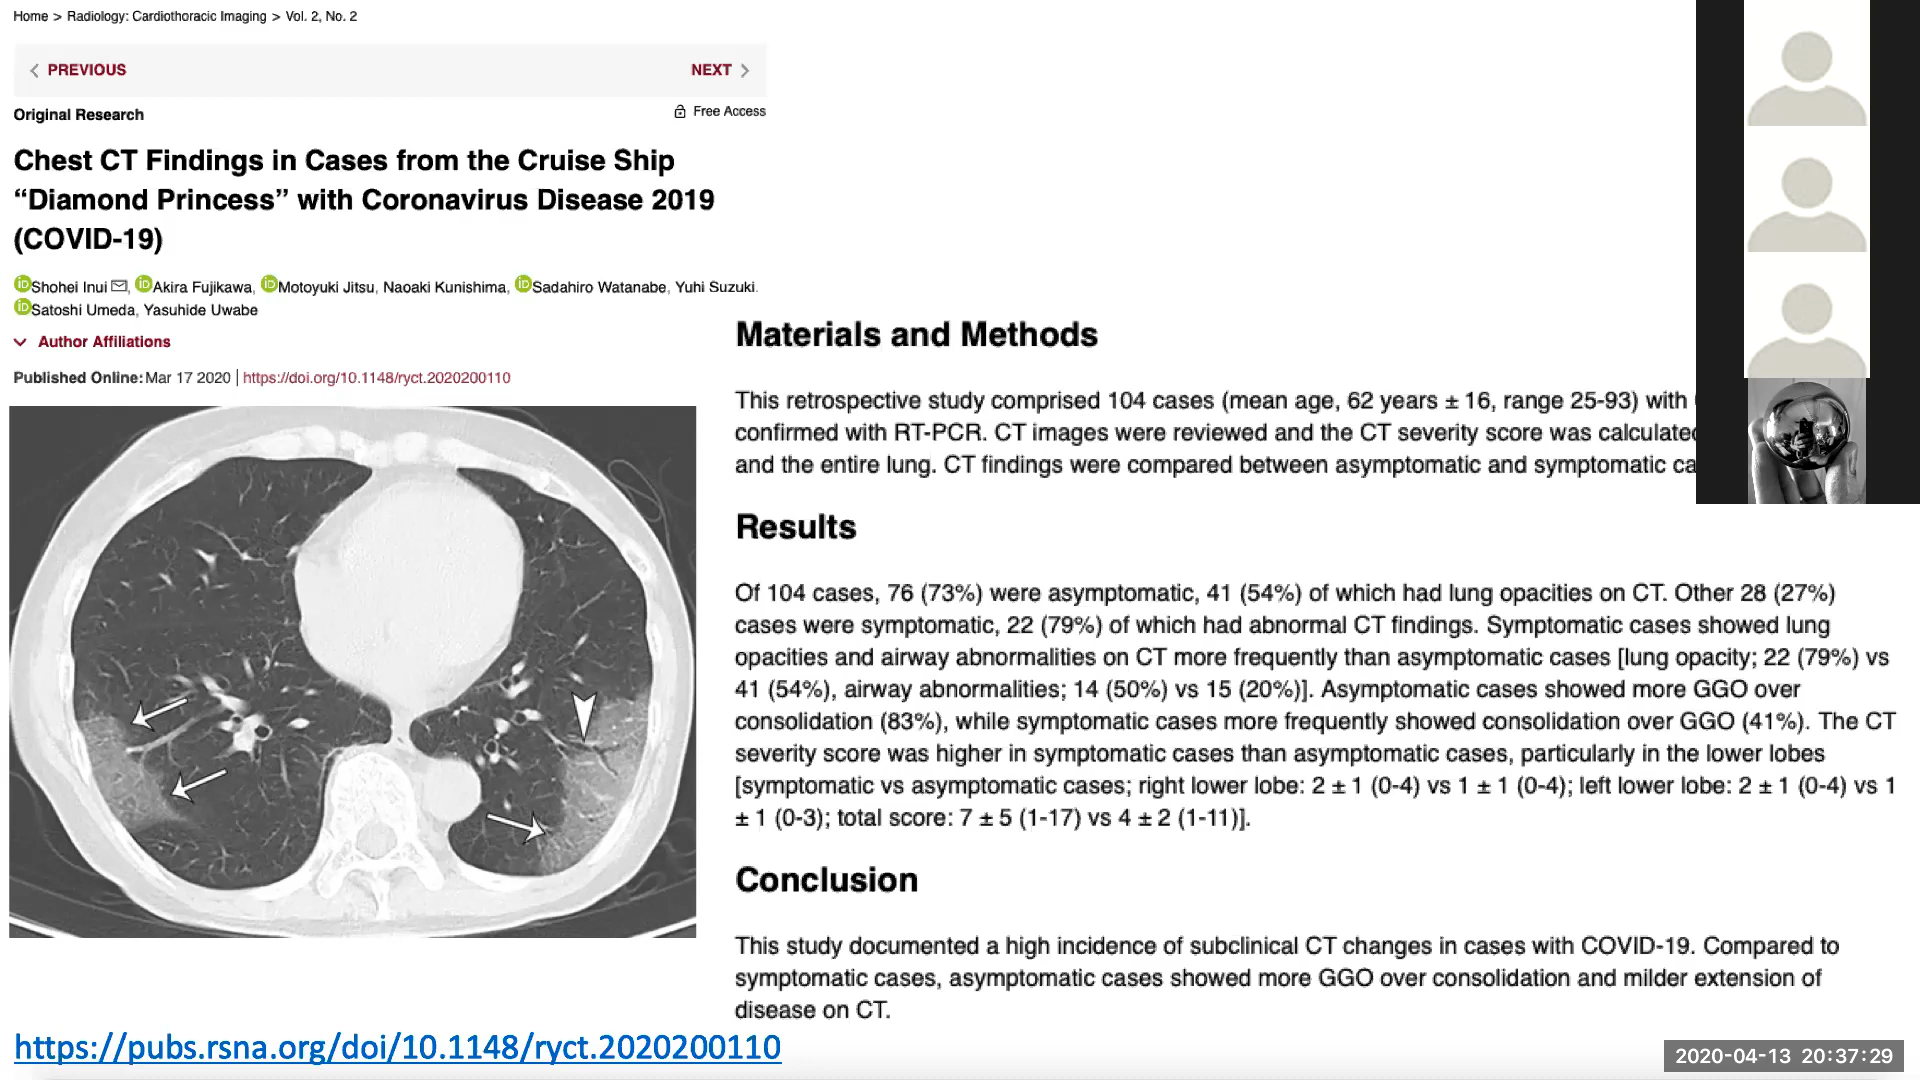 Home > Radiology: Cardiothoracic Imaging > Vol. 2, No. 2
PREVIOUS
NEXT
Original Research
Free Access
Chest CT Findings in Cases from the Cruise Ship
“Diamond Princess” with Coronavirus Disease 2019
(COVID-19)
Shohei Inui, Akira Fujikawa, Motoyuki Jitsu, Naoaki Kunishima, Sadahiro Watanabe, Yuhi Suzuki.
Satoshi Umeda, Yasuhide Uwabe
Author Affiliations
Published Online: Mar 17 2020 | https://doi.org/10.1148/ryct.2020200110
Materials and Methods
This retrospective study comprised 104 cases (mean age, 62 years ± 16, range 25-93) with
confirmed with RT-PCR. CT images were reviewed and the CT severity score was calculated
and the entire lung. CT findings were compared between asymptomatic and symptomatic ca
Results
Of 104 cases, 76 (73%) were asymptomatic, 41 (54%) of which had lung opacities on CT. Other 28 (27%)
cases were symptomatic, 22 (79%) of which had abnormal CT findings. Symptomatic cases showed lung
opacities and airway abnormalities on CT more frequently than asymptomatic cases [lung opacity; 22 (79%) vs
41 (54%), airway abnormalities; 14 (50%) vs 15 (20%)]. Asymptomatic cases showed more GGO over
consolidation (83%), while symptomatic cases more frequently showed consolidation over GGO (41%). The CT
severity score was higher in symptomatic cases than asymptomatic cases, particularly in the lower lobes
[symptomatic vs asymptomatic cases; right lower lobe: 2 ± 1 (0-4) vs 1 ± 1 (0-4); left lower lobe: 2 ± 1 (0-4) vs 1
± 1 (0-3); total score: 7 ± 5 (1-17) vs 4 ± 2 (1-11)].
Conclusion
This study documented a high incidence of subclinical CT changes in cases with COVID-19. Compared to
symptomatic cases, asymptomatic cases showed more GGO over consolidation and milder extension of
disease on CT.
https://pubs.rsna.org/doi/10.1148/ryct.2020200110
2020-04-13 20:37:29